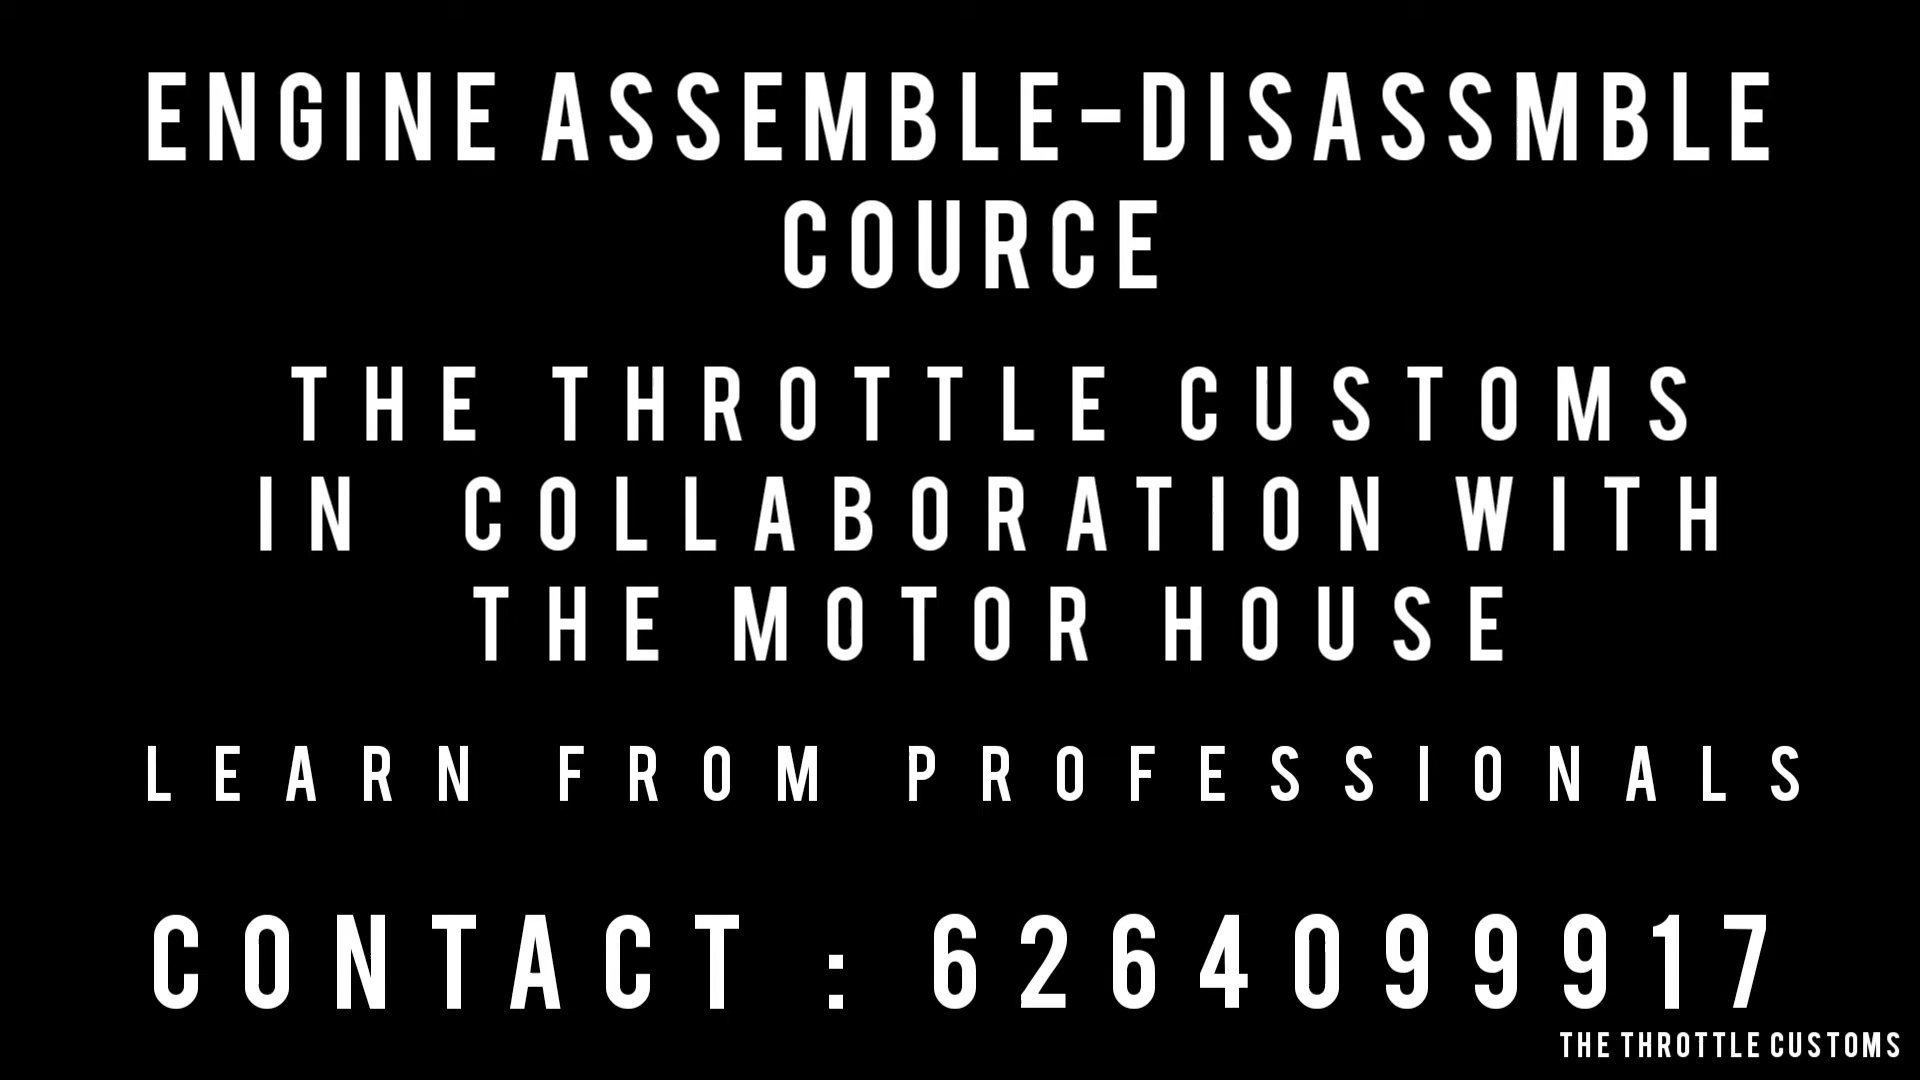 ENGINE ASSEMBLE-DISASSMBLE
COURCE
THE THROTTLE CUSTOMS
IN COLLABORATION WITH
THE MOTOR HOUSE
LEARN FROM PROFESSIONALS
CONTACT : 6264099917
THE THROTTLE CUSTOMS